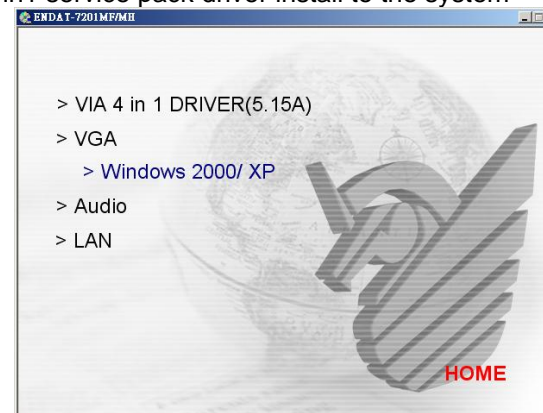 service pack driver install to the system
ENDAT-7201MF/MH
> VIA 4 in 1 DRIVER(5.15A)
> VGA
> Windows 2000/ XP
> Audio
> LAN
HOME